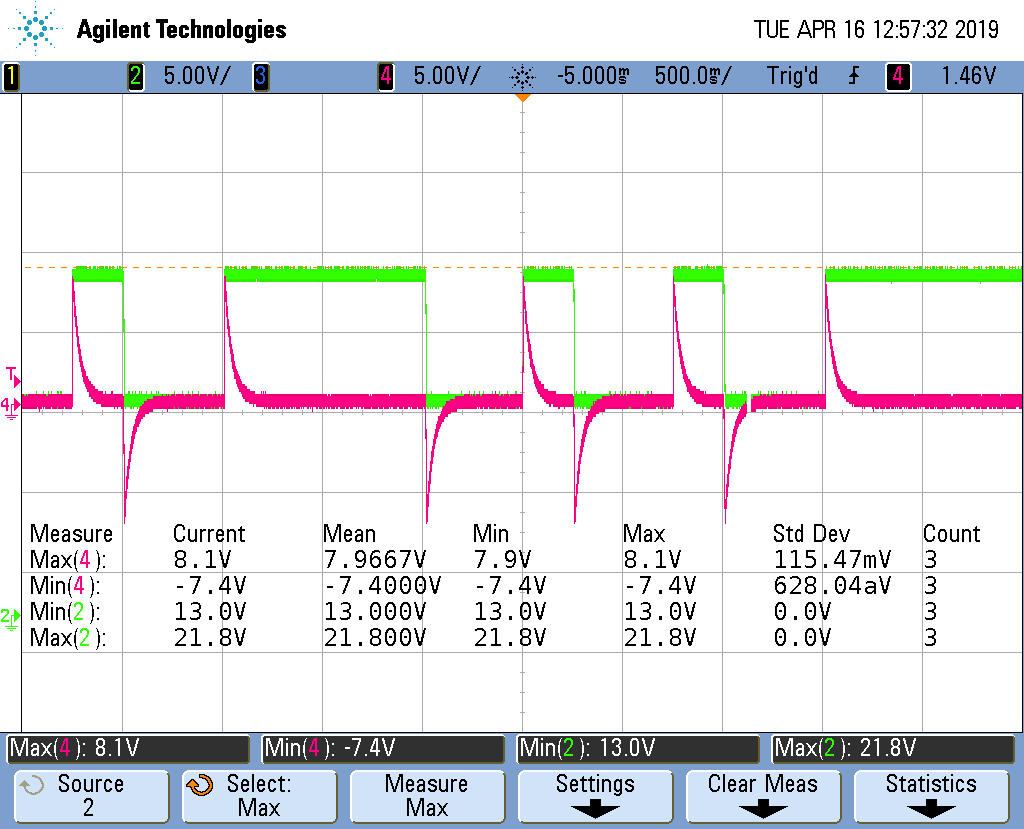 Agilent Technologies TUE APR 16 12:57:32 2019
1 2 5.00V/ 3 4 5.00V/ -5.000ms 500.0ms/ Trig'd 4 1.46V
T
4
Measure Current Mean Min Max Std Dev Count
Max(4): 8.1V 7.9667V 7.9V 8.1V 115.47mV 3
Min(4): -7.4V -7.4000V -7.4V -7.4V 628.04aV 3
2
Min(2): 13.0V 13.000V 13.0V 13.0V 0.0V 3
Max(2): 21.8V 21.800V 21.8V 21.8V 0.0V 3
Max(4): 8.1V Min(4): -7.4V Min(2): 13.0V Max(2): 21.8V
Source Select: Measure Settings Clear Meas Statistics
2 Max Max